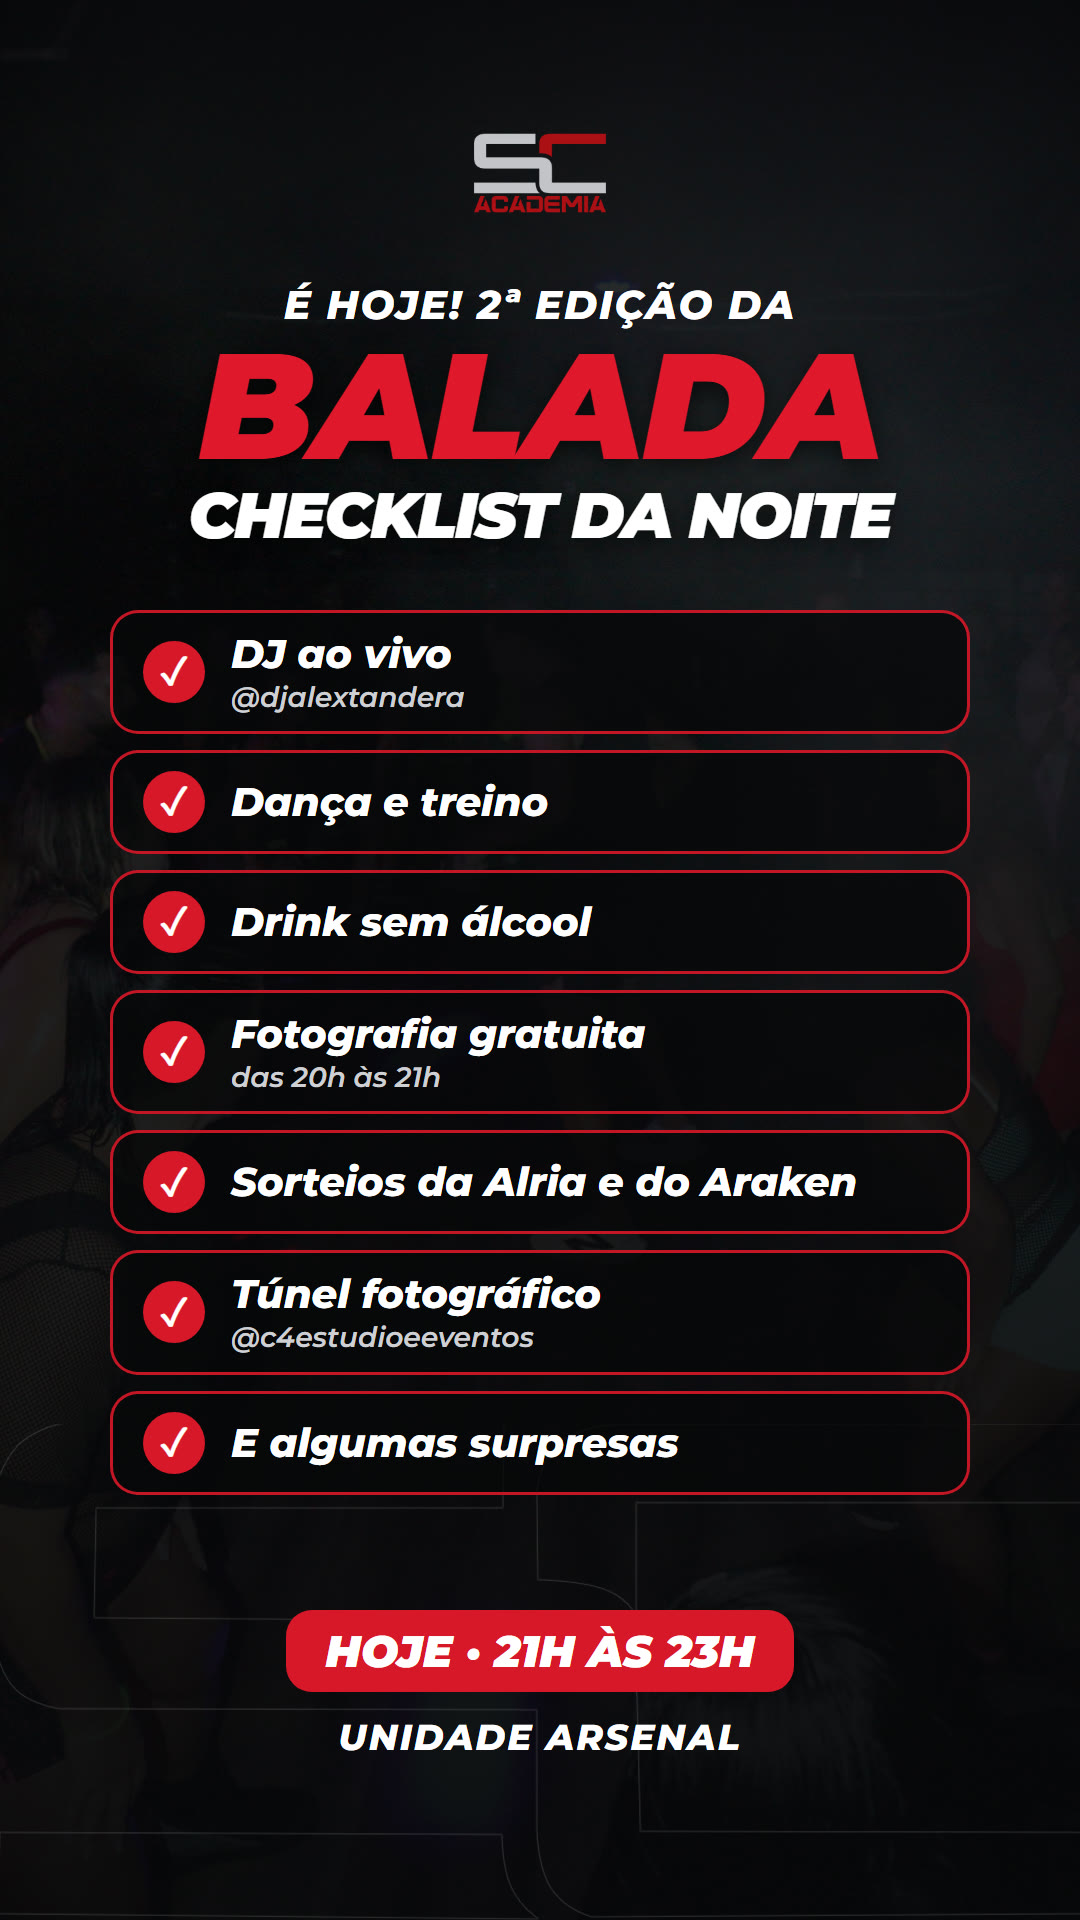 SC
ACADEMIA
É HOJE! 2ª EDIÇÃO DA
BALADA
CHECKLIST DA NOITE
DJ ao vivo
@djalextandera
Dança e treino
Drink sem álcool
Fotografia gratuita
das 20h às 21h
Sorteios da Alria e do Araken
Túnel fotográfico
@c4estudioeeventos
E algumas surpresas
HOJE • 21H ÀS 23H
UNIDADE ARSENAL